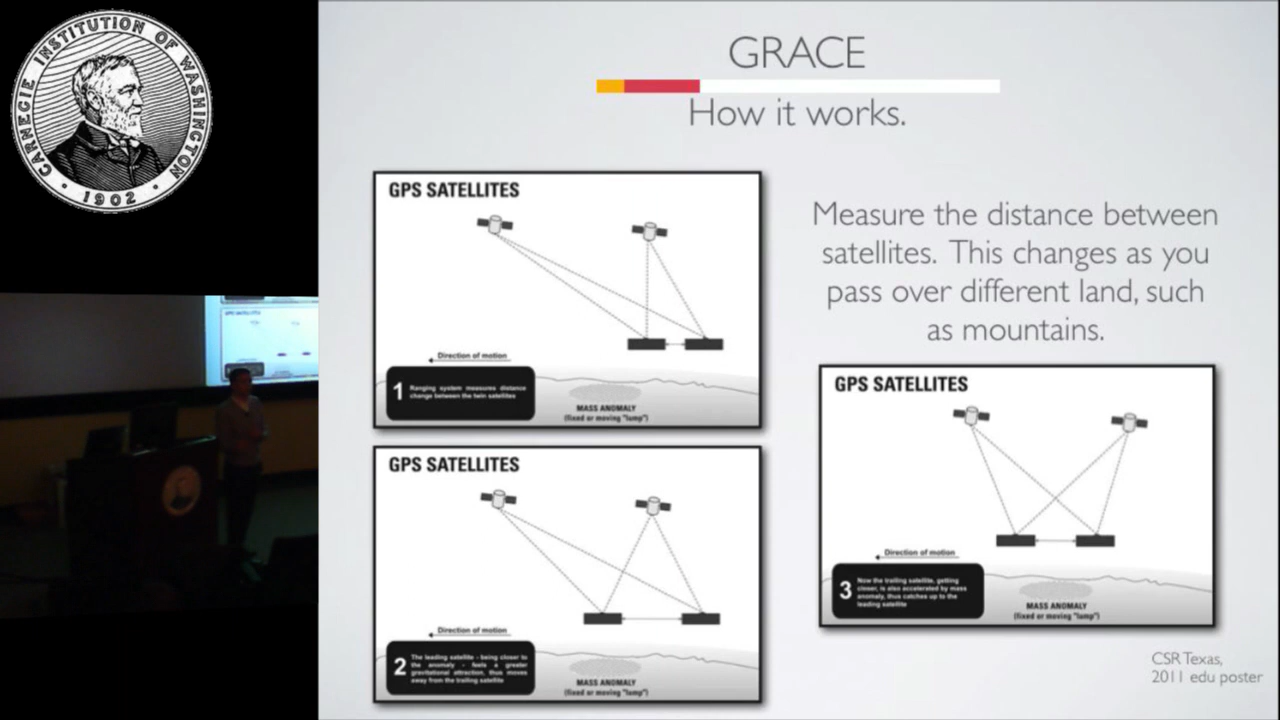 CARNEGIE INSTITUTION OF WASHINGTON
1902
GRACE
How it works.
GPS SATELLITES
Direction of motion
1 Ranging system measures distance
change between the twin satellites
MASS ANOMALY
(fixed or moving "lump")
GPS SATELLITES
Direction of motion
2 The leading satellite - being closer to
the anomaly - feels a greater
gravitational attraction, thus moves
away from the trailing satellite
MASS ANOMALY
(fixed or moving "lump")
Measure the distance between
satellites. This changes as you
pass over different land, such
as mountains.
GPS SATELLITES
Direction of motion
3 Now the trailing satellite, getting
closer, is also accelerated by mass
anomaly, thus catches up to the
leading satellite
MASS ANOMALY
(fixed or moving "lump")
CSR Texas,
2011 edu poster